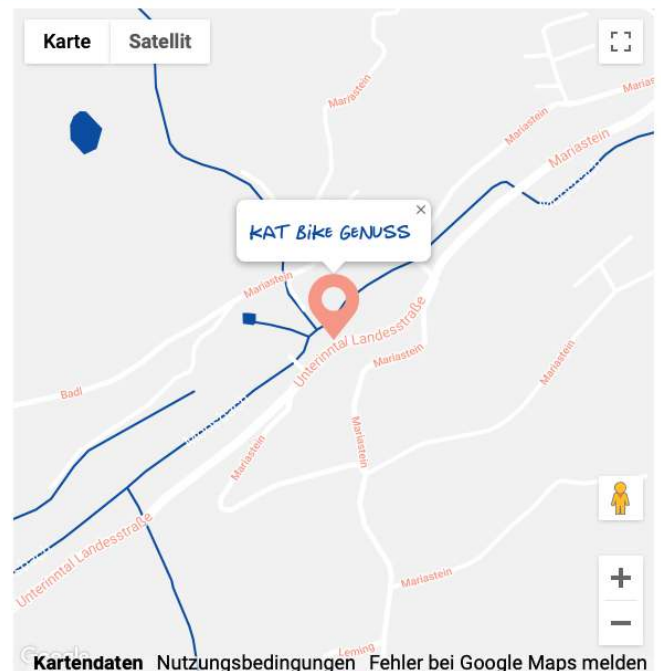 Karte Satellit
Mariastein
Mariastein
Mariastein
×
KAT BIKE GENUSS
Mariastein
Unterinntal Landesstraße
Mariastein
Badl
Mariastein
Mariastein
Mariastein
Unterinntal Landesstraße
Mariastein
Leming
Google
Kartendaten Nutzungsbedingungen Fehler bei Google Maps melden